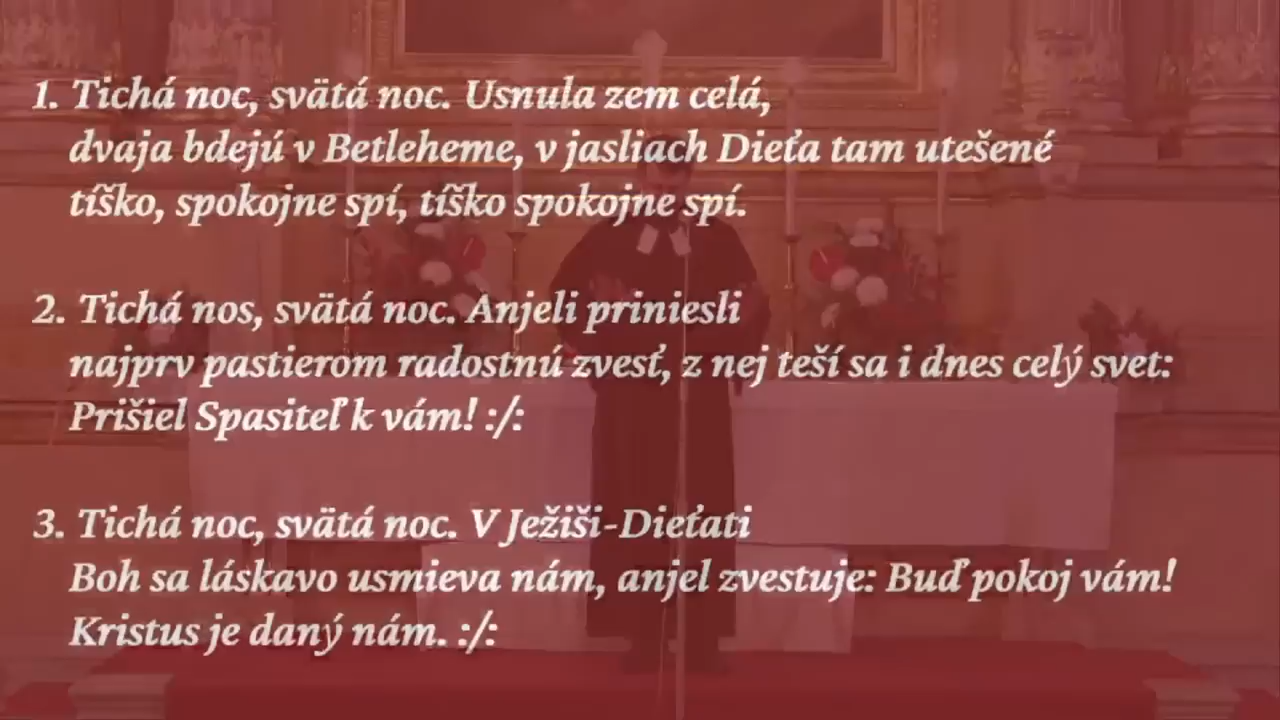 1. Tichá noc, svätá noc. Usnula zem celá,
dvaja bdejú v Betleheme, v jasliach Dieťa tam utešené
tíško, spokojne spí, tíško spokojne spí.
2. Tichá nos, svätá noc. Anjeli priniesli
najprv pastierom radostnú zvesť, z nej teší sa i dnes celý svet:
Prišiel Spasiteľ k vám! :/:
3. Tichá noc, svätá noc. V Ježiši-Dieťati
Boh sa láskavo usmieva nám, anjel zvestuje: Buď pokoj vám!
Kristus je daný nám. :/: